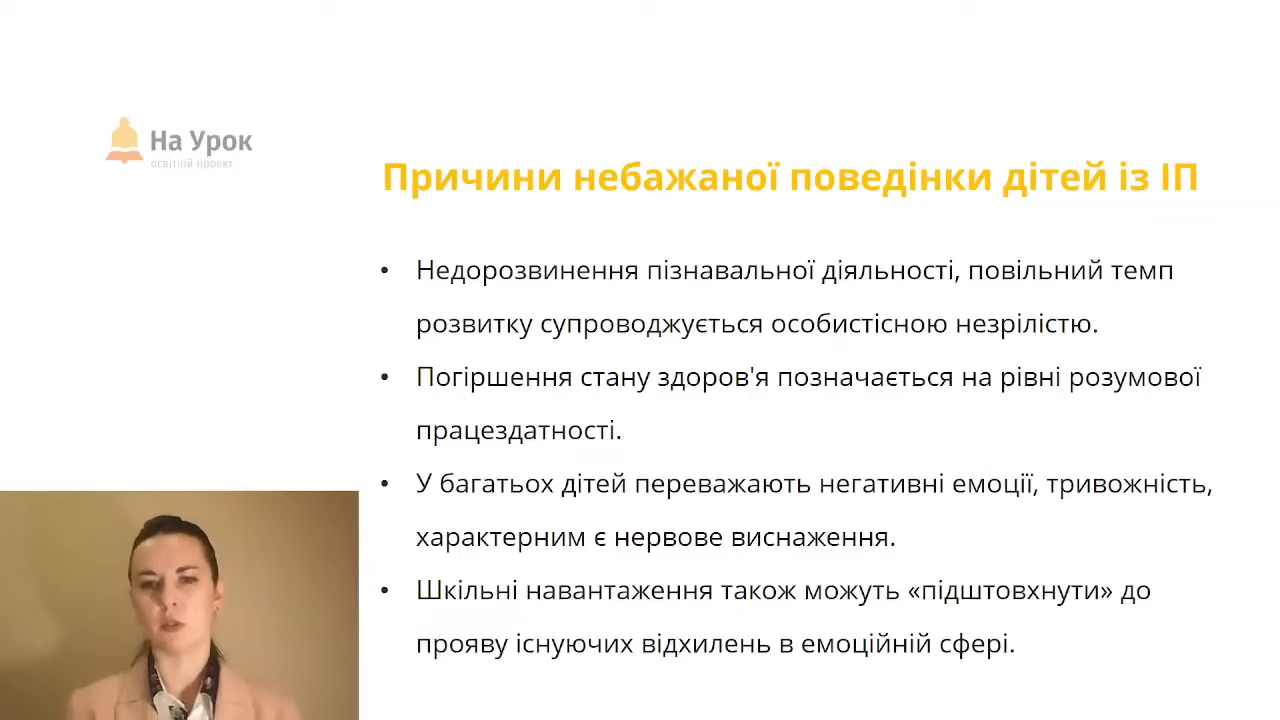 На Урок
освітній проект
Причини небажаної поведінки дітей із ІП
• Недорозвинення пізнавальної діяльності, повільний темп
розвитку супроводжується особистісною незрілістю.
• Погіршення стану здоров'я позначається на рівні розумової
працездатності.
• У багатьох дітей переважають негативні емоції, тривожність,
характерним є нервове виснаження.
• Шкільні навантаження також можуть «підштовхнути» до
прояву існуючих відхилень в емоційній сфері.